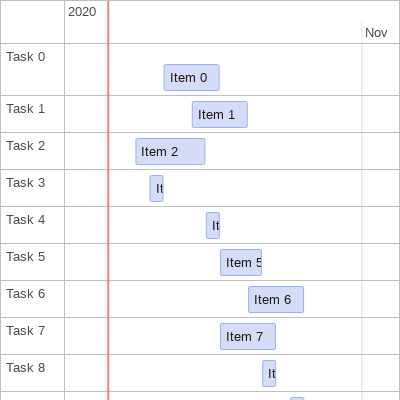 2020
Nov
Task 0
Item 0
Task 1
Item 1
Task 2
Item 2
Task 3
It
Task 4
It
Task 5
Item 5
Task 6
Item 6
Task 7
Item 7
Task 8
It